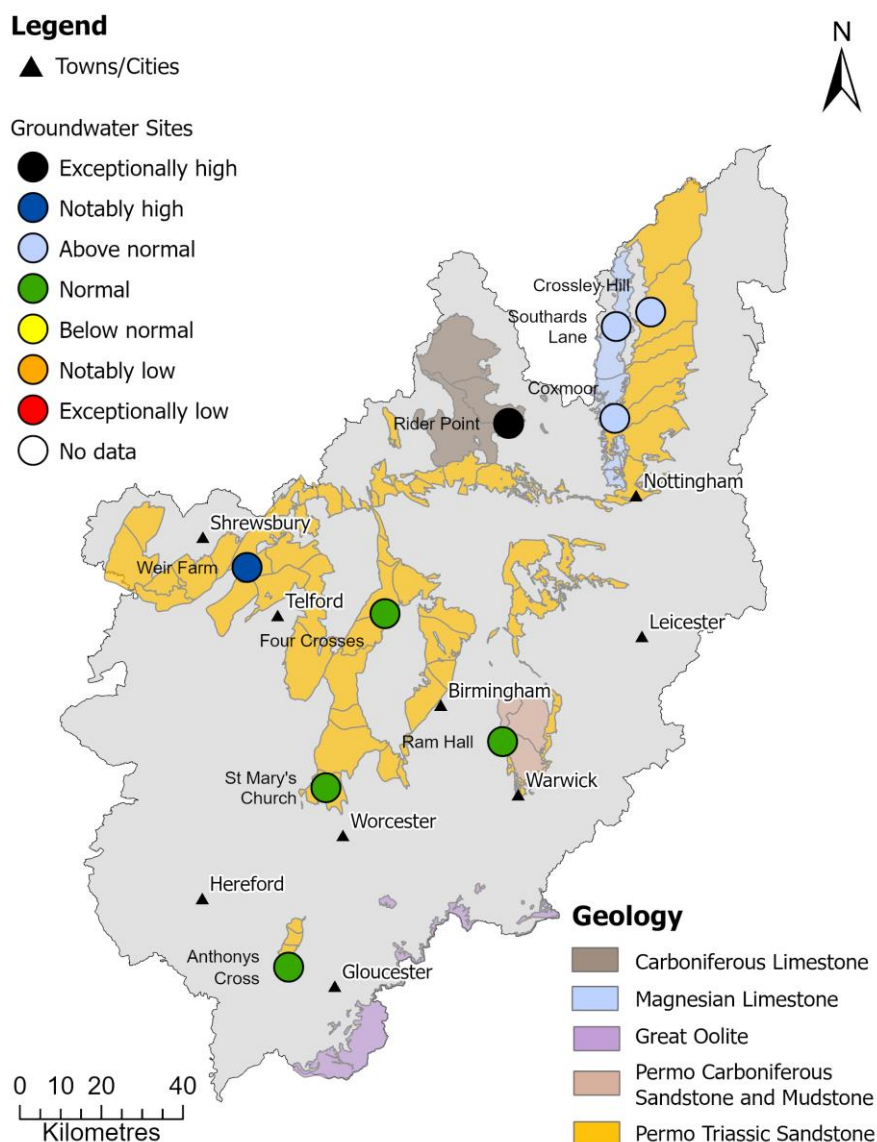 Legend
Towns/Cities
Groundwater Sites
Exceptionally high
Notably high
Above normal
Normal
Below normal
Notably low
Exceptionally low
No data
N
Crossley Hill
Southards
Lane
Coxmoor
Rider Point
Nottingham
Shrewsbury
Weir Farm
Telford
Four Crosses
Leicester
Birmingham
Ram Hall
St Mary's
Church
Warwick
Worcester
Hereford
Anthonys
Cross
Gloucester
0 10 20 40
Kilometres
Geology
Carboniferous Limestone
Magnesian Limestone
Great Oolite
Permo Carboniferous
Sandstone and Mudstone
Permo Triassic Sandstone